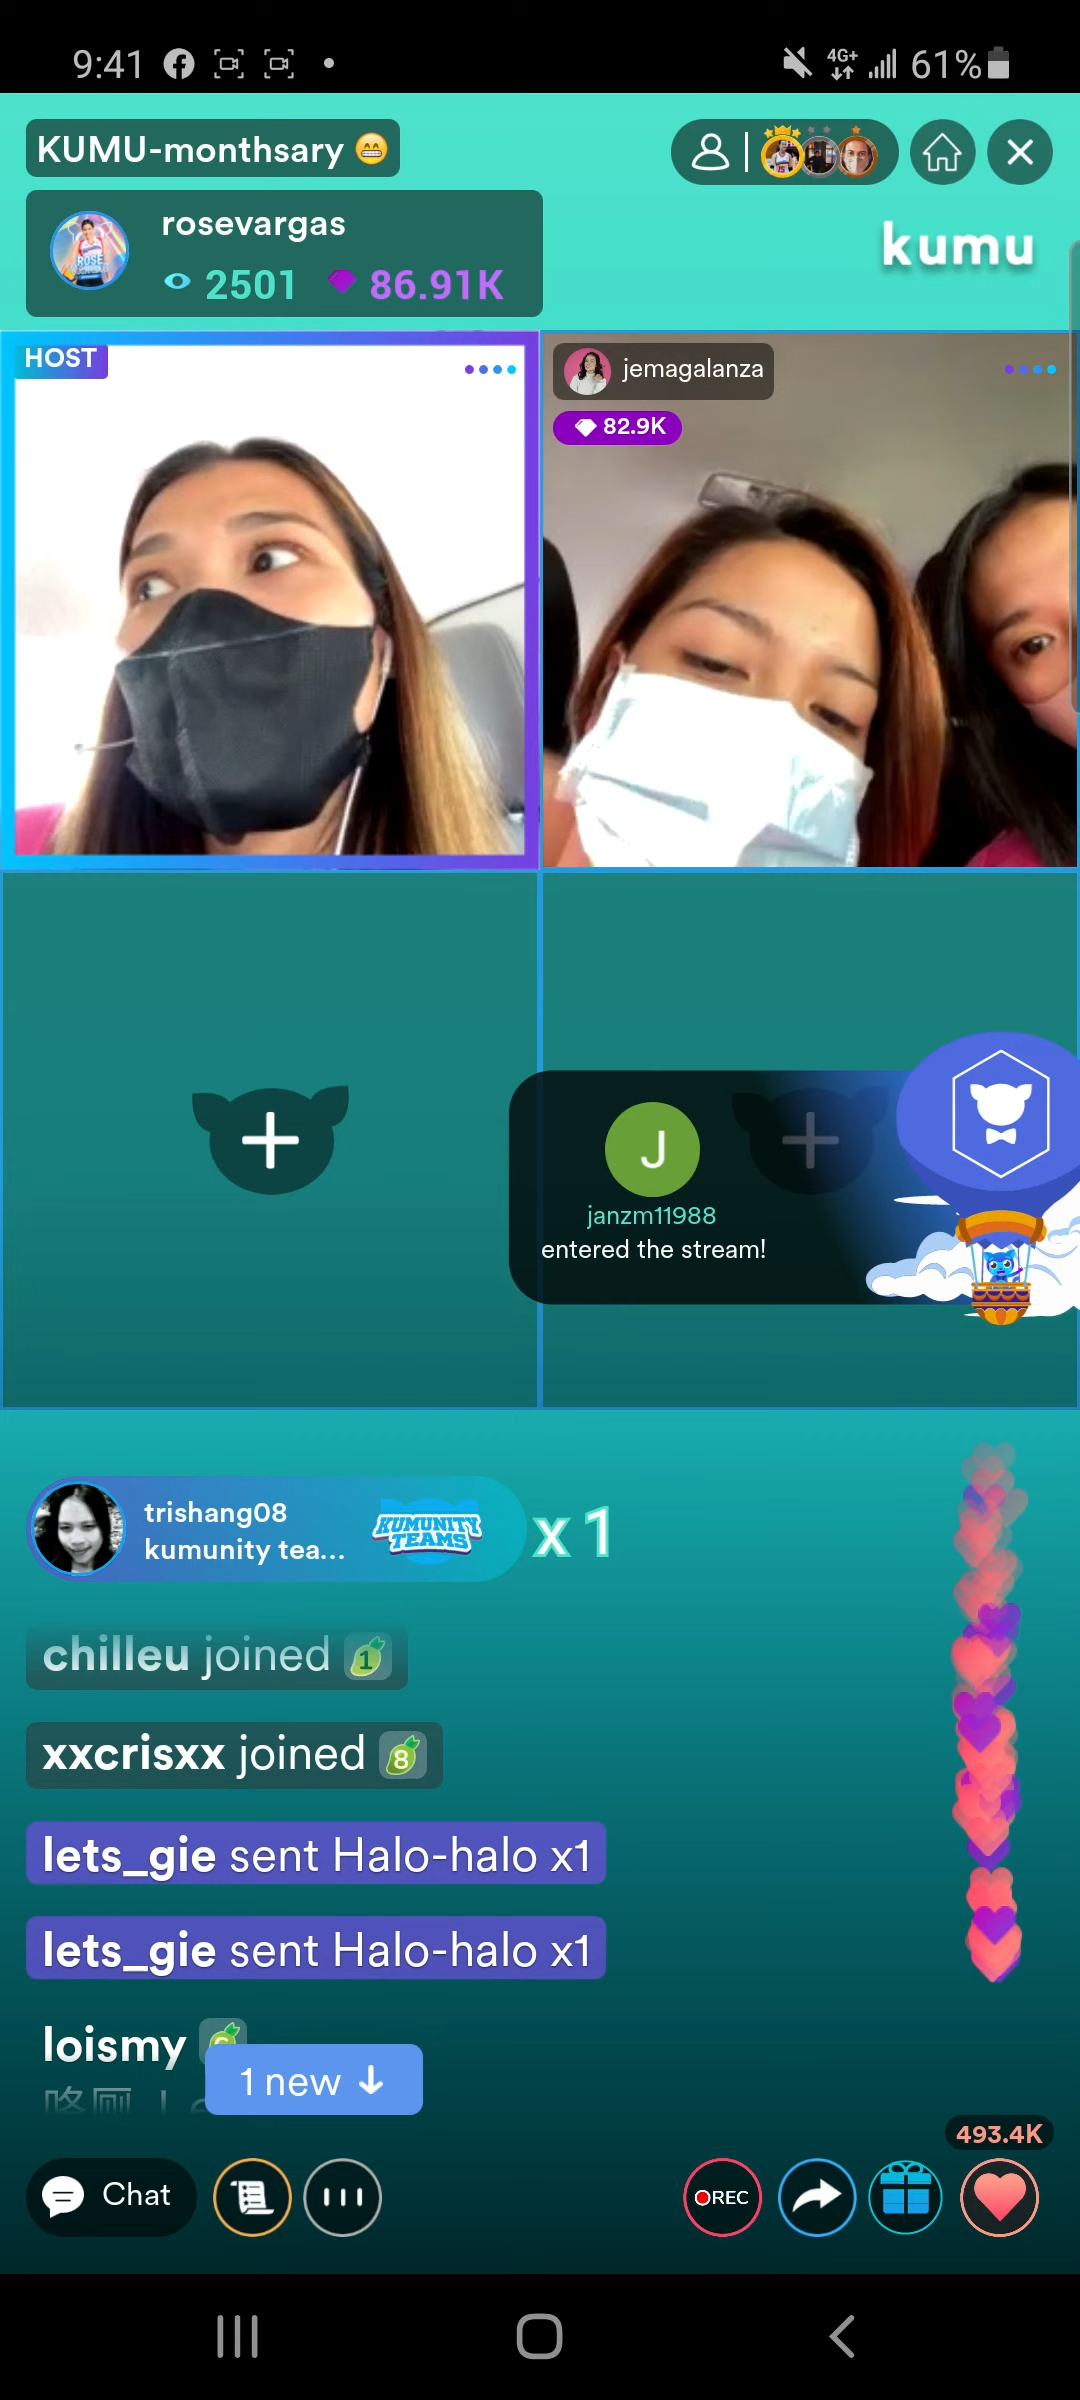 9:41
4G+
61%
KUMU-monthsary 😁
rosevargas
2501 86.91K
kumu
HOST
jemagalanza
82.9K
J
janzm11988
entered the stream!
trishang08
kumunity tea...
KUMUNITY
TEAMS
x 1
chilleu joined 1
xxcrisxx joined 8
lets_gie sent Halo-halo x1
lets_gie sent Halo-halo x1
loismy
1 new
493.4K
Chat
REC